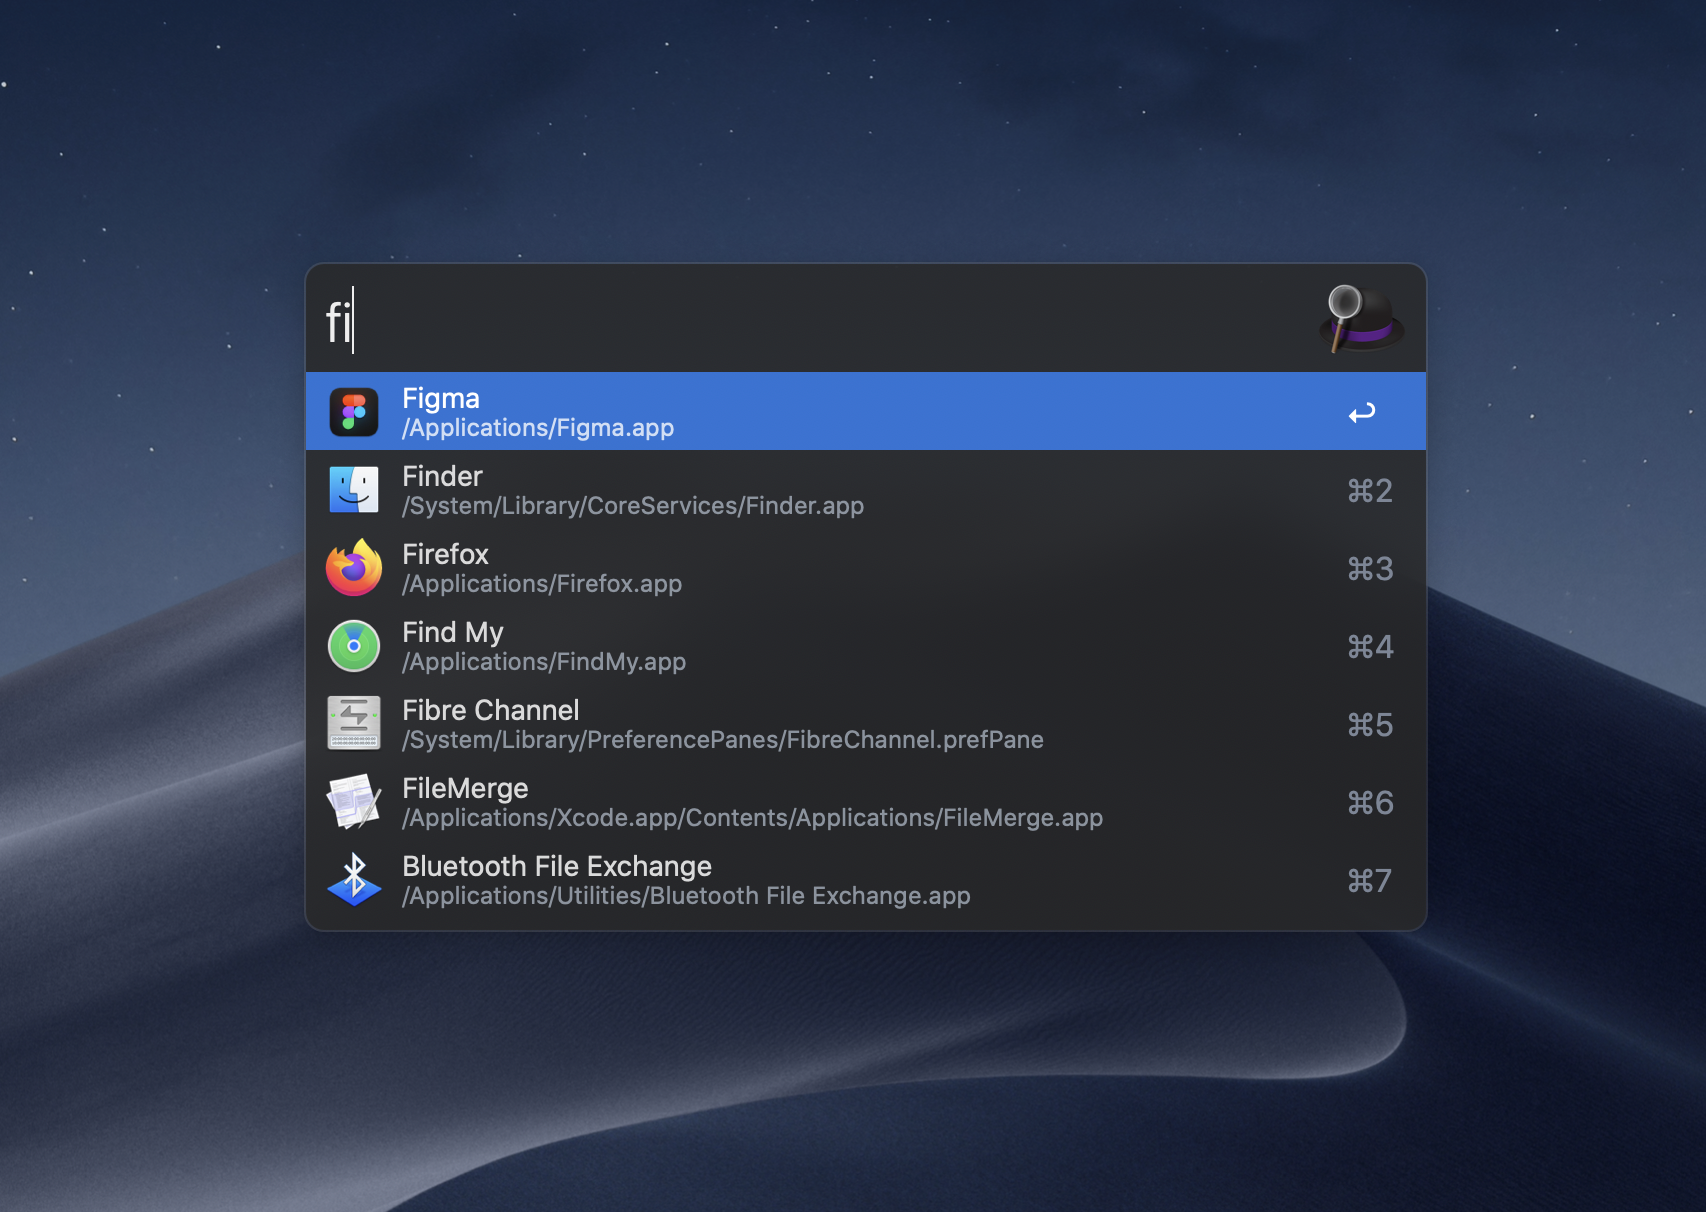 fi
Figma
/Applications/Figma.app
↩
Finder
/System/Library/CoreServices/Finder.app
⌘2
Firefox
/Applications/Firefox.app
⌘3
Find My
/Applications/FindMy.app
⌘4
Fibre Channel
/System/Library/PreferencePanes/FibreChannel.prefPane
⌘5
FileMerge
/Applications/Xcode.app/Contents/Applications/FileMerge.app
⌘6
Bluetooth File Exchange
/Applications/Utilities/Bluetooth File Exchange.app
⌘7